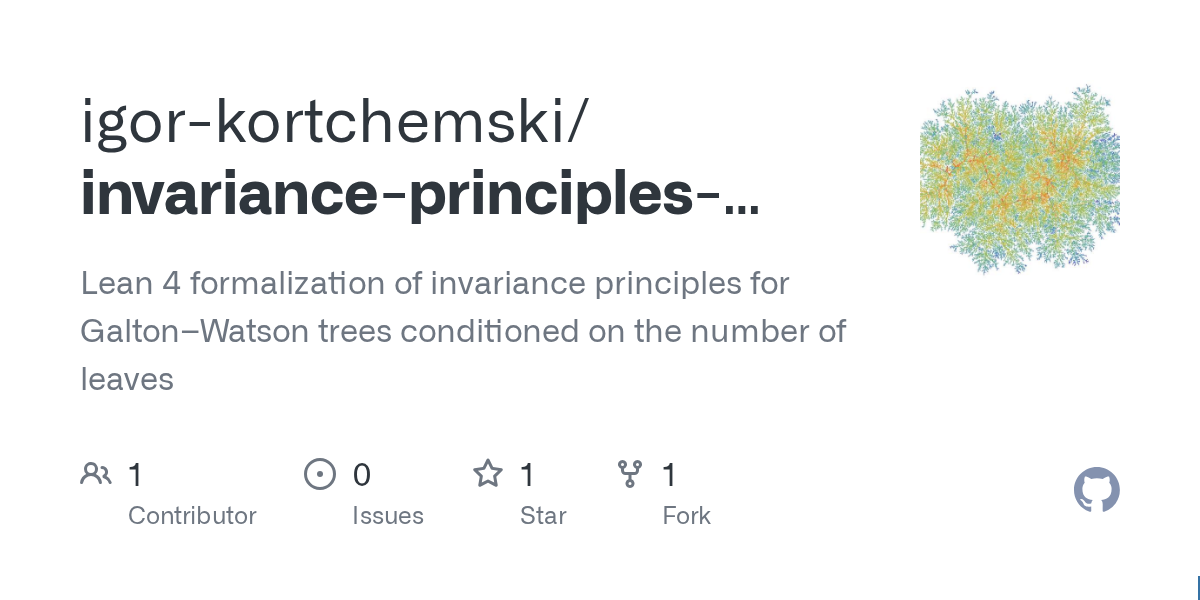 igor-kortchemski/
invariance-principles-...
Lean 4 formalization of invariance principles for
Galton–Watson trees conditioned on the number of
leaves
1 0 1 1
Contributor Issues Star Fork